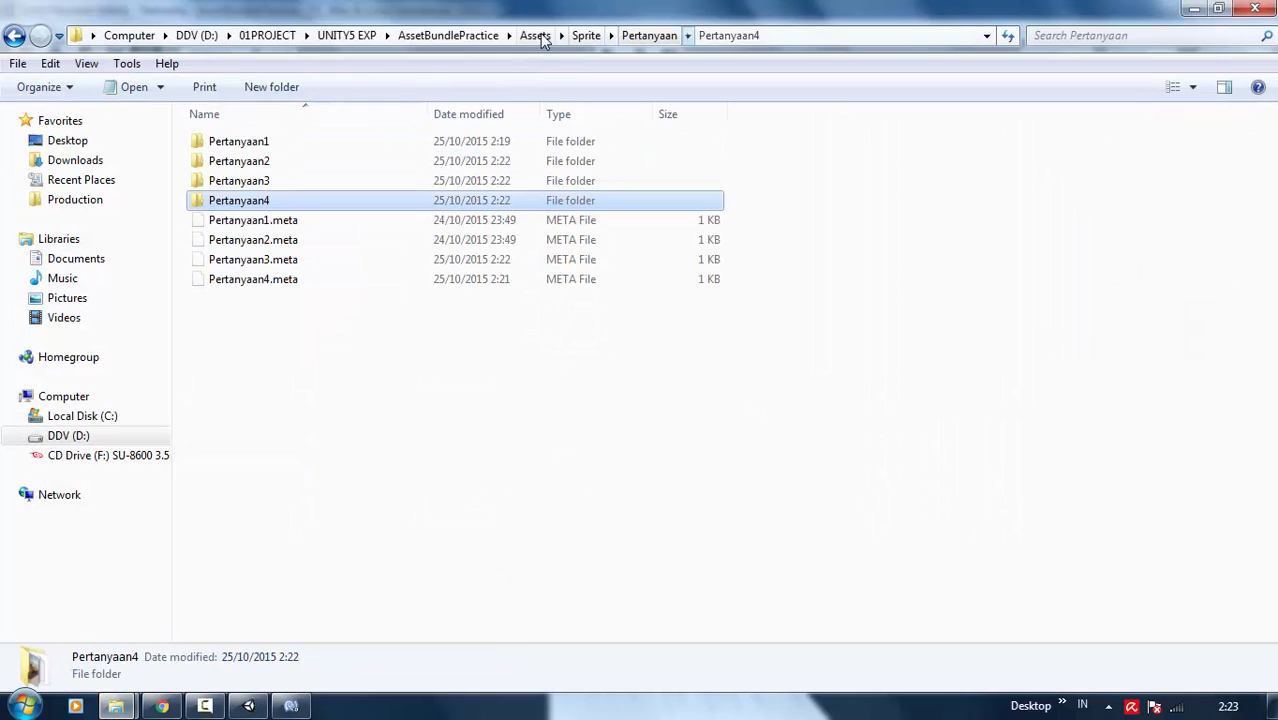 Computer DDV (D:) 01PROJECT UNITY5 EXP AssetBundlePractice Assets Sprite Pertanyaan Pertanyaan4 Search Pertanyaan
File Edit View Tools Help
Organize Open Print New folder
Name Date modified Type Size
Favorites
Desktop
Downloads
Recent Places
Production
Libraries
Documents
Music
Pictures
Videos
Homegroup
Computer
Local Disk (C:)
DDV (D:)
CD Drive (F:) SU-8600 3.5
Network
Pertanyaan1 25/10/2015 2:19 File folder
Pertanyaan2 25/10/2015 2:22 File folder
Pertanyaan3 25/10/2015 2:22 File folder
Pertanyaan4 25/10/2015 2:22 File folder
Pertanyaan1.meta 24/10/2015 23:49 META File 1 KB
Pertanyaan2.meta 24/10/2015 23:49 META File 1 KB
Pertanyaan3.meta 25/10/2015 2:22 META File 1 KB
Pertanyaan4.meta 25/10/2015 2:21 META File 1 KB
Pertanyaan4 Date modified: 25/10/2015 2:22
File folder
Desktop » IN 2:23